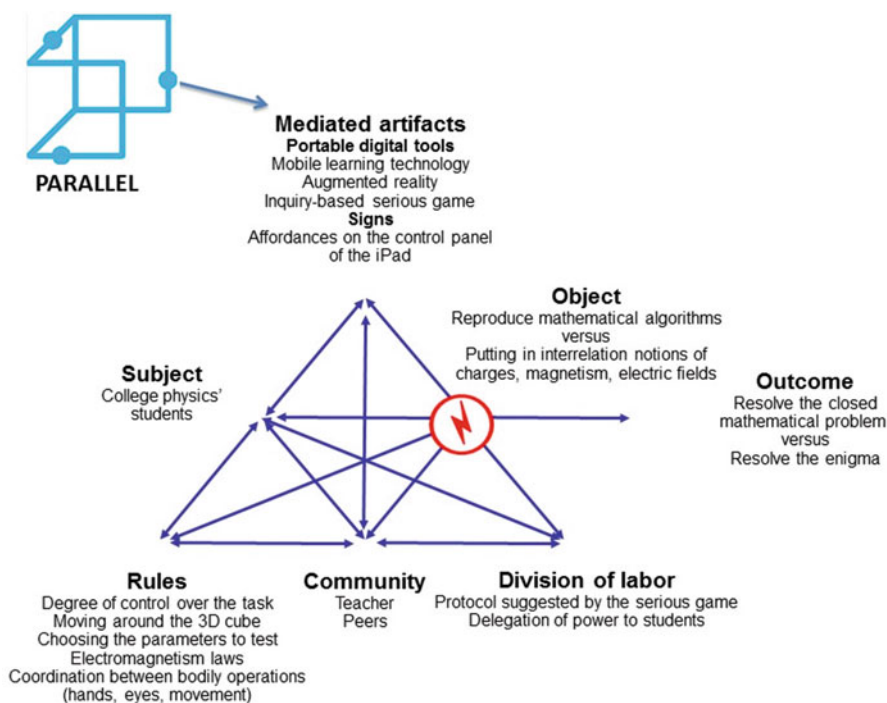 PARALLEL
Mediated artifacts
Portable digital tools
Mobile learning technology
Augmented reality
Inquiry-based serious game
Signs
Affordances on the control panel
of the iPad
Object
Reproduce mathematical algorithms
versus
Putting in interrelation notions of
charges, magnetism, electric fields
Subject
College physics'
students
Outcome
Resolve the closed
mathematical problem
versus
Resolve the enigma
Rules
Degree of control over the task
Moving around the 3D cube
Choosing the parameters to test
Electromagnetism laws
Coordination between bodily operations
(hands, eyes, movement)
Community
Teacher
Peers
Division of labor
Protocol suggested by the serious game
Delegation of power to students